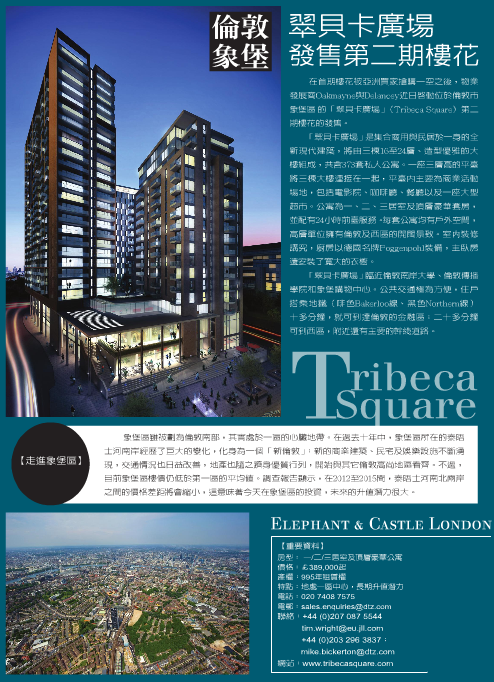 倫敦
象堡
翠貝卡廣場
發售第二期樓花
在首期樓花被亞洲買家搶購一空之後，物業
發展商Oakmayne與Delancey近日啓動位於倫敦市
象堡區的「翠貝卡廣場」（Tribeca Square）第二
期樓花的發售。
「翠貝卡廣場」是集合商用與民居於一身的全
新現代建築，將由三棟16至24層、造型優雅的大
樓組成，共含373套私人公寓。一座三層高的平臺
將三棟大樓連接在一起，平臺内主要為商業活動
場地，包括電影院、咖啡廳、餐廳以及一座大型
超市。公寓為一、二、三居室及頂層豪華套房，
並配有24小時前臺服務。每套公寓均有戶外空間，
高層單位擁有倫敦及西區的開闊景致。室内裝修
講究，廚房以德國名牌Poggenpohl裝備，主臥房
還安裝了寬大的衣櫥。
「翠貝卡廣場」臨近倫敦南岸大學、倫敦傳播
學院和象堡購物中心。公共交通極為方便，住戶
搭乘地鐵（啡色Bakerloo線、黑色Northern線）
十多分鐘，就可到達倫敦的金融區；二十多分鐘
可到西區，附近還有主要的幹綫道路。
Tribeca
Square
【走進象堡區】
象堡區雖被劃為倫敦南部，其實處於一區的心臟地帶。在過去十年中，象堡區所在的泰晤
士河南岸經歷了巨大的變化，化身為一個「新倫敦」：新的商業建築、民宅及娛樂設施不斷湧
現，交通情況也日益改善，地產也隨之躋身優質行列，開始與其它倫敦高尚地區看齊。不過，
目前象堡區樓價仍低於第一區的平均值。調查報告顯示，在2012至2015間，泰晤士河南北兩岸
之間的價格差距將會縮小，這意味着今天在象堡區的投資，未來的升值潛力很大。
ELEPHANT & CASTLE LONDON
【重要資料】
房型：一/二/三居室及頂層豪華公寓
價格：£389,000起
產權：995年租賃權
特點：地處一區中心，長期升值潛力
電話：020 7408 7575
電郵：sales.enquiries@dtz.com
聯絡：+44 (0)207 087 5544
tim.wright@eu.jll.com
+44 (0)203 296 3837；
mike.bickerton@dtz.com
網站：www.tribecasquare.com